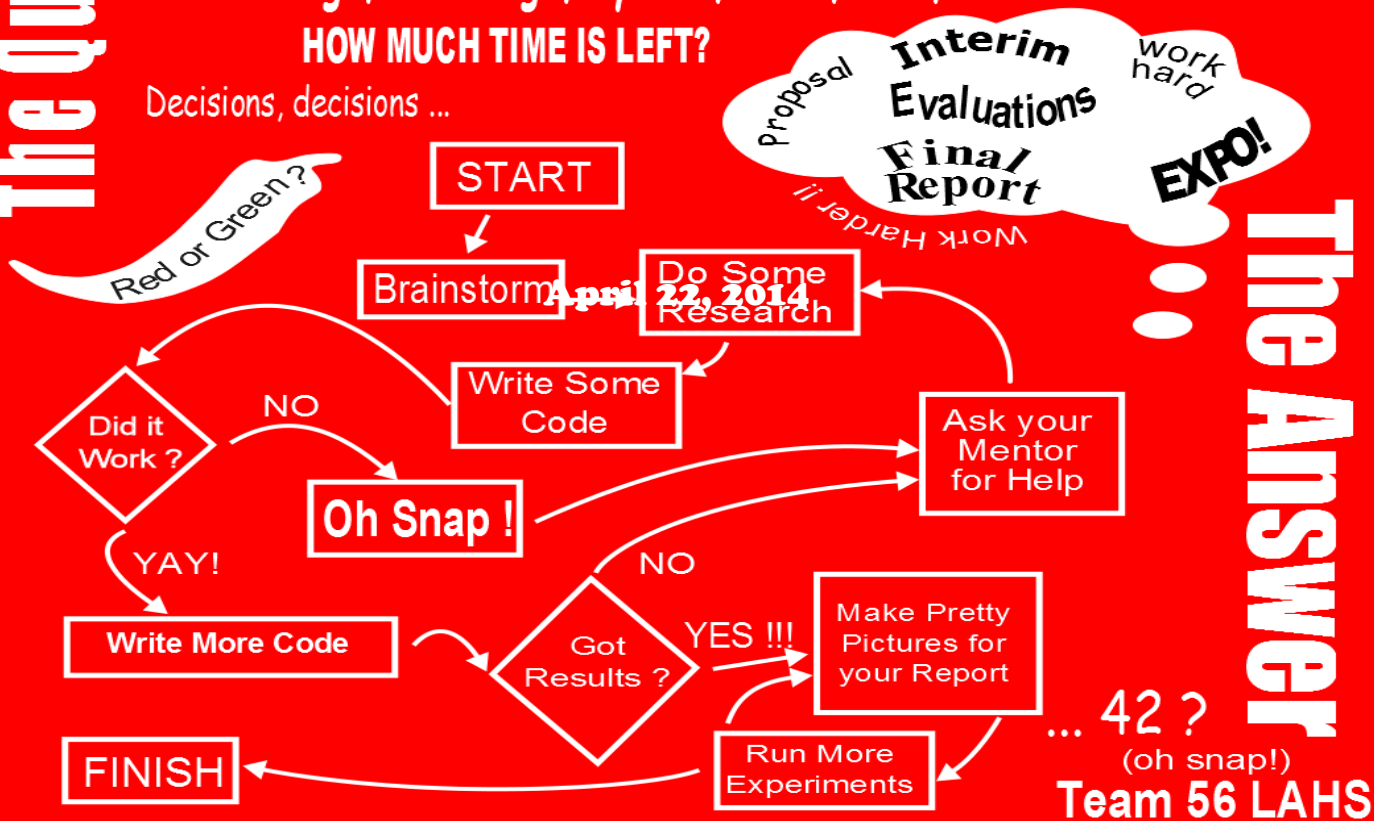 HOW MUCH TIME IS LEFT?
Decisions, decisions ...
Proposal
Interim
Evaluations
Final
Report
work
hard
EXPO!
Work Harder !!
Red or Green ?
START
Brainstorm
April 22, 2014
Do Some
Research
Write Some
Code
Did it
Work ?
NO
Oh Snap !
Ask your
Mentor
for Help
YAY!
Write More Code
Got
Results ?
NO
YES !!!
Make Pretty
Pictures for
your Report
Run More
Experiments
FINISH
The Answer
... 42 ?
(oh snap!)
Team 56 LAHS
The